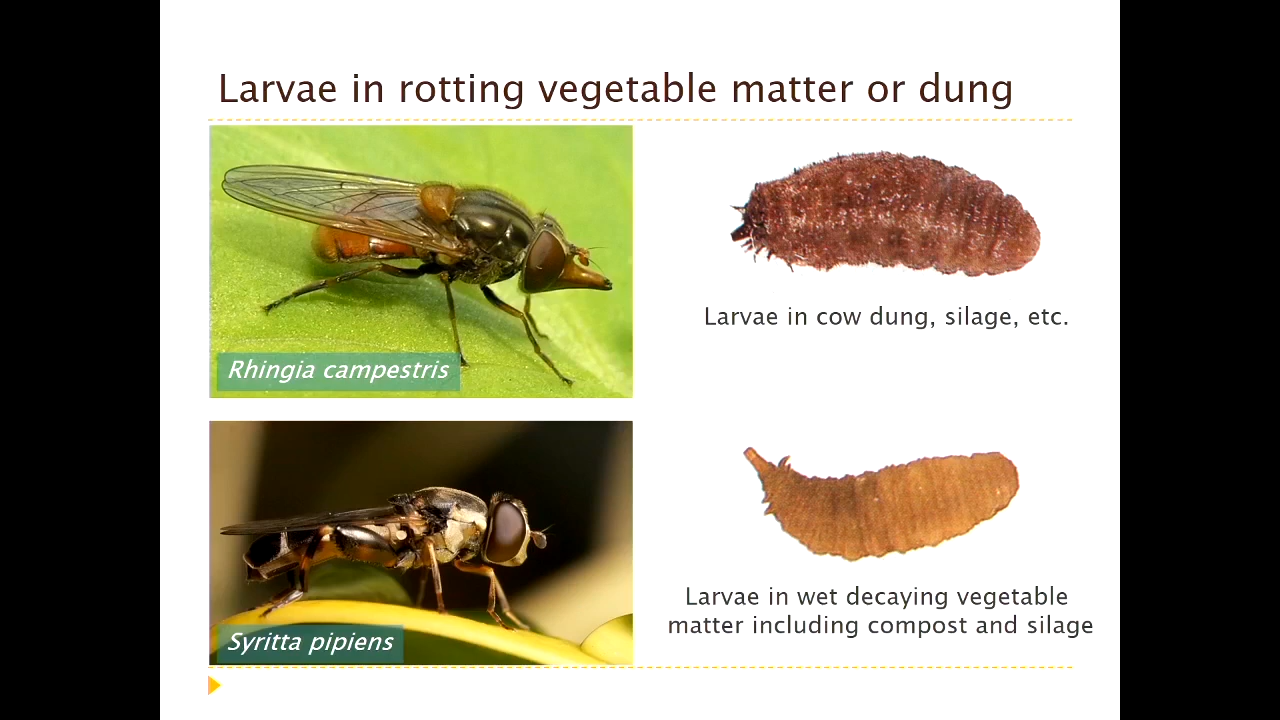 Larvae in rotting vegetable matter or dung
Rhingia campestris
Larvae in cow dung, silage, etc.
Syritta pipiens
Larvae in wet decaying vegetable
matter including compost and silage